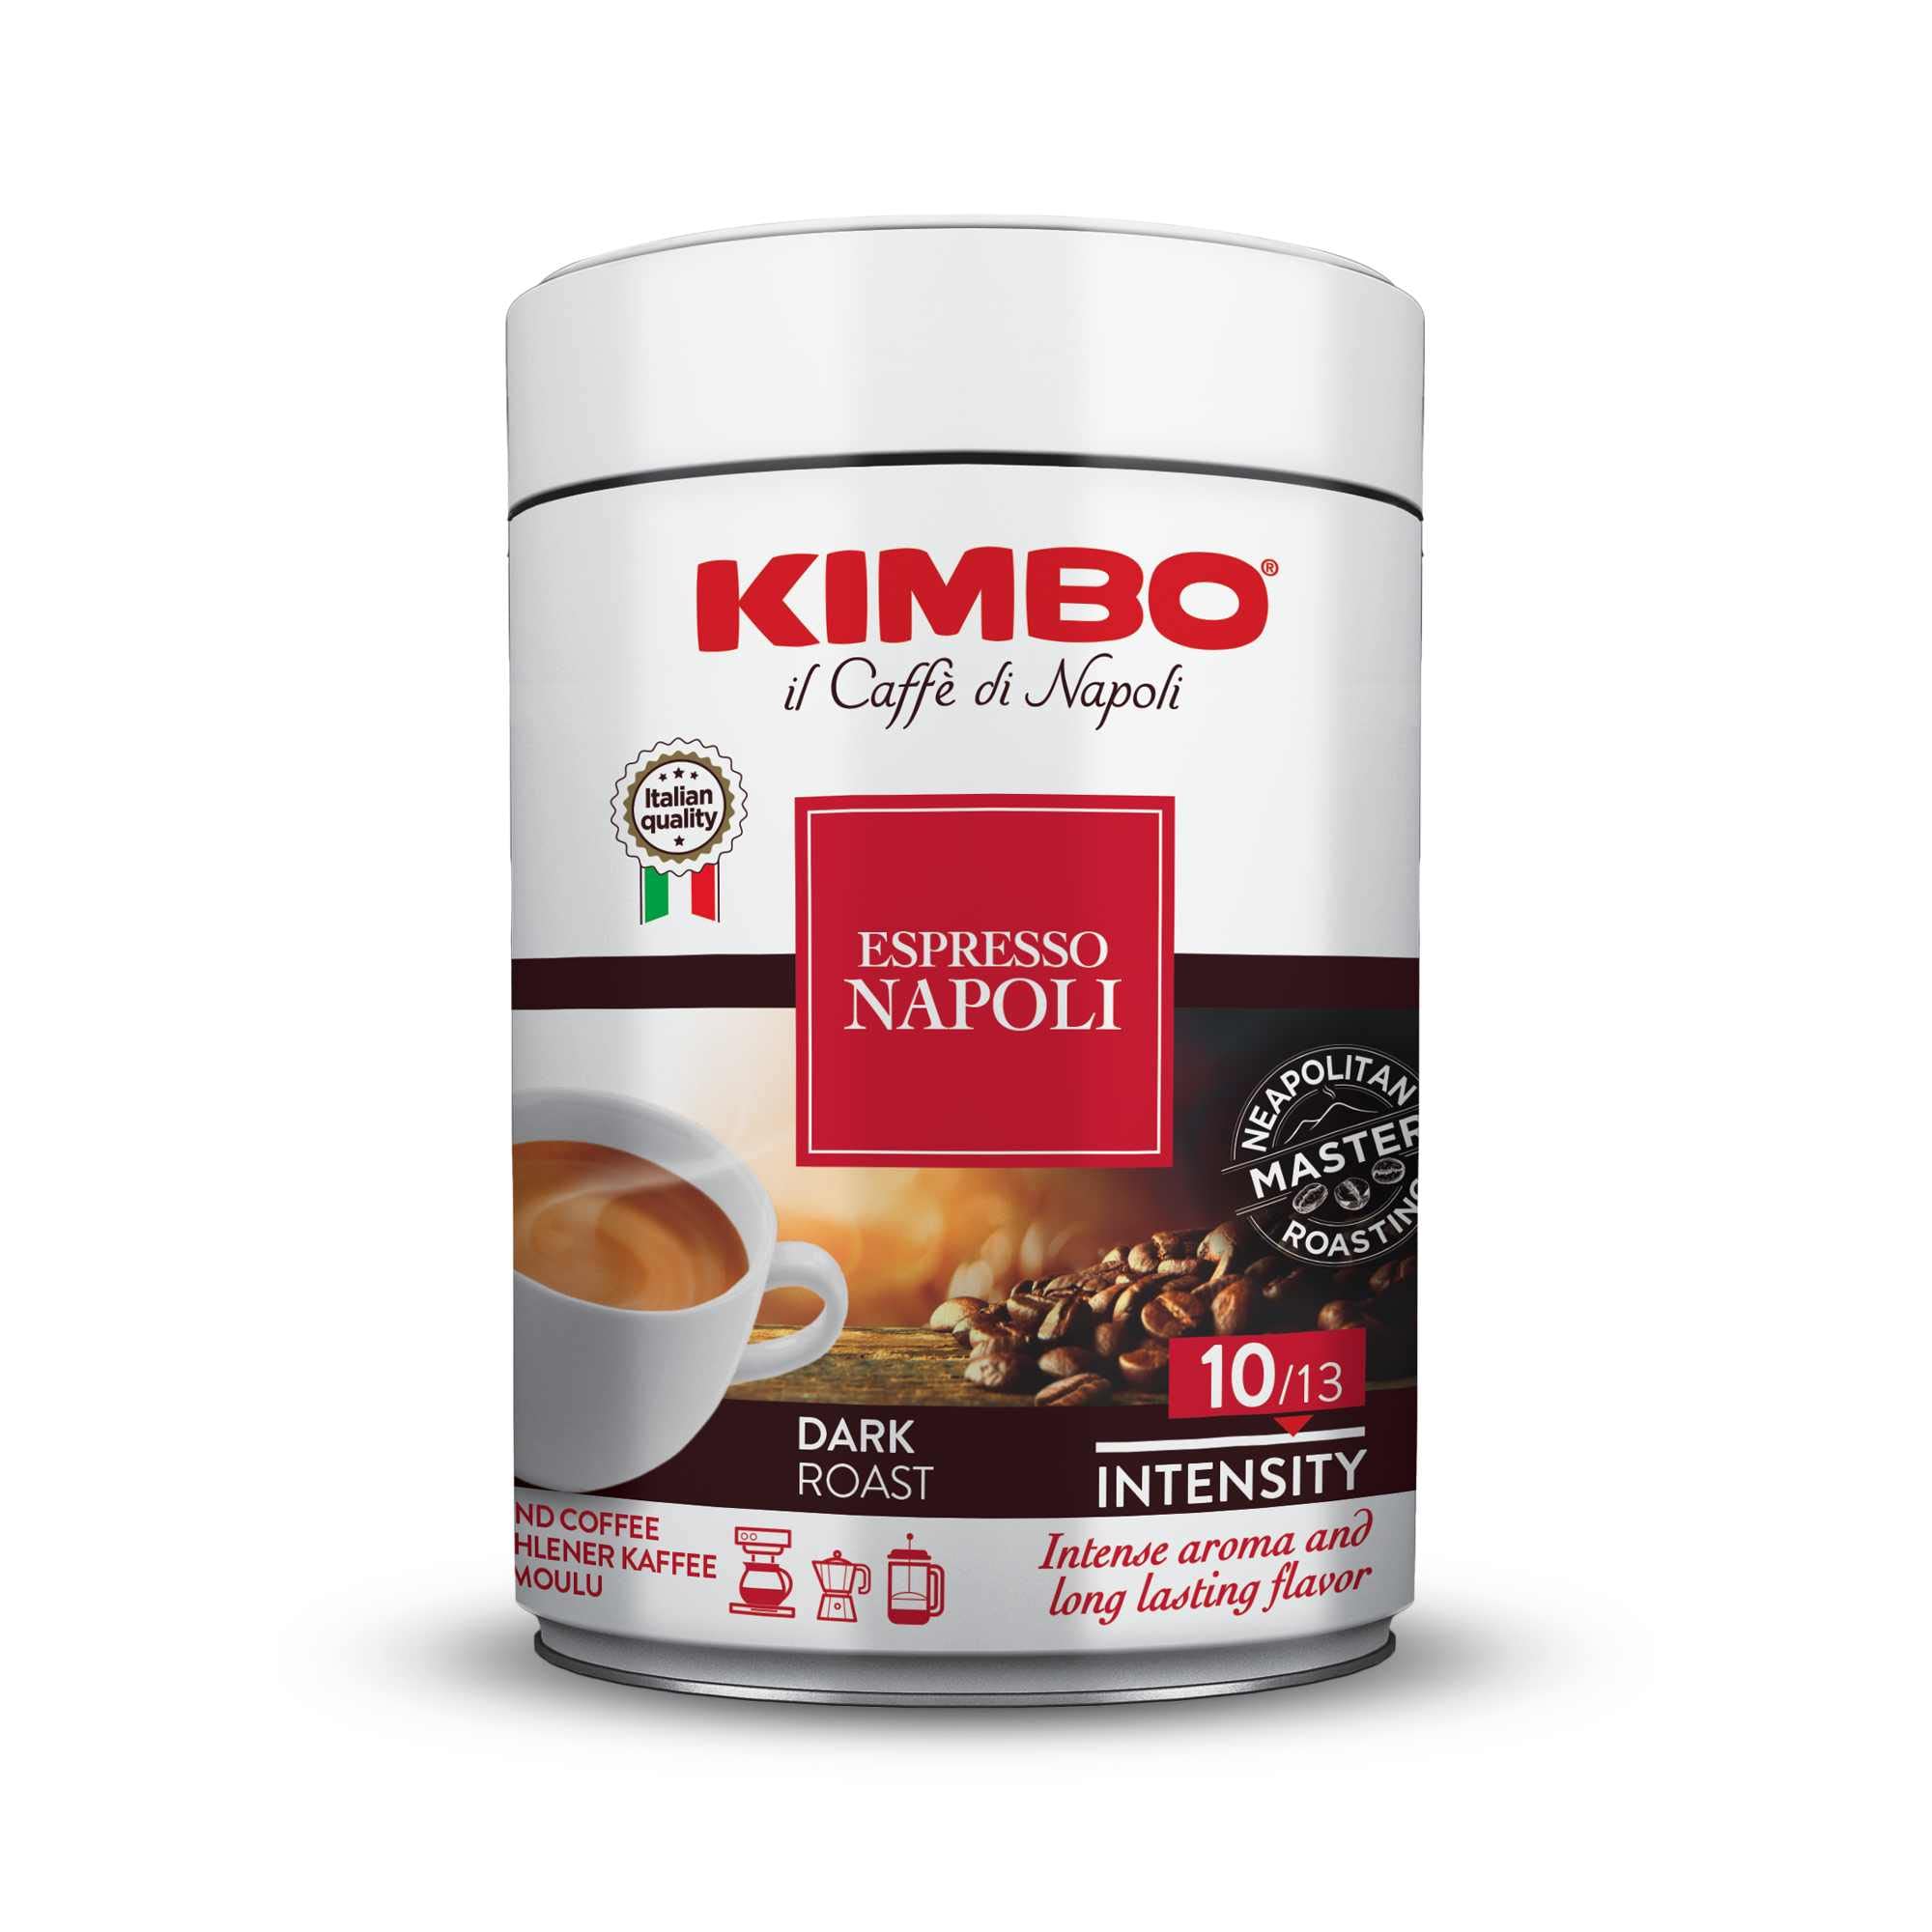 KIMBO®
il Caffè di Napoli
Italian
quality
ESPRESSO
NAPOLI
NEAPOLITAN
MASTER
ROASTING
10/13
INTENSITY
DARK
ROAST
ND COFFEE
HLENER KAFFEE
MOULU
Intense aroma and
long lasting flavor